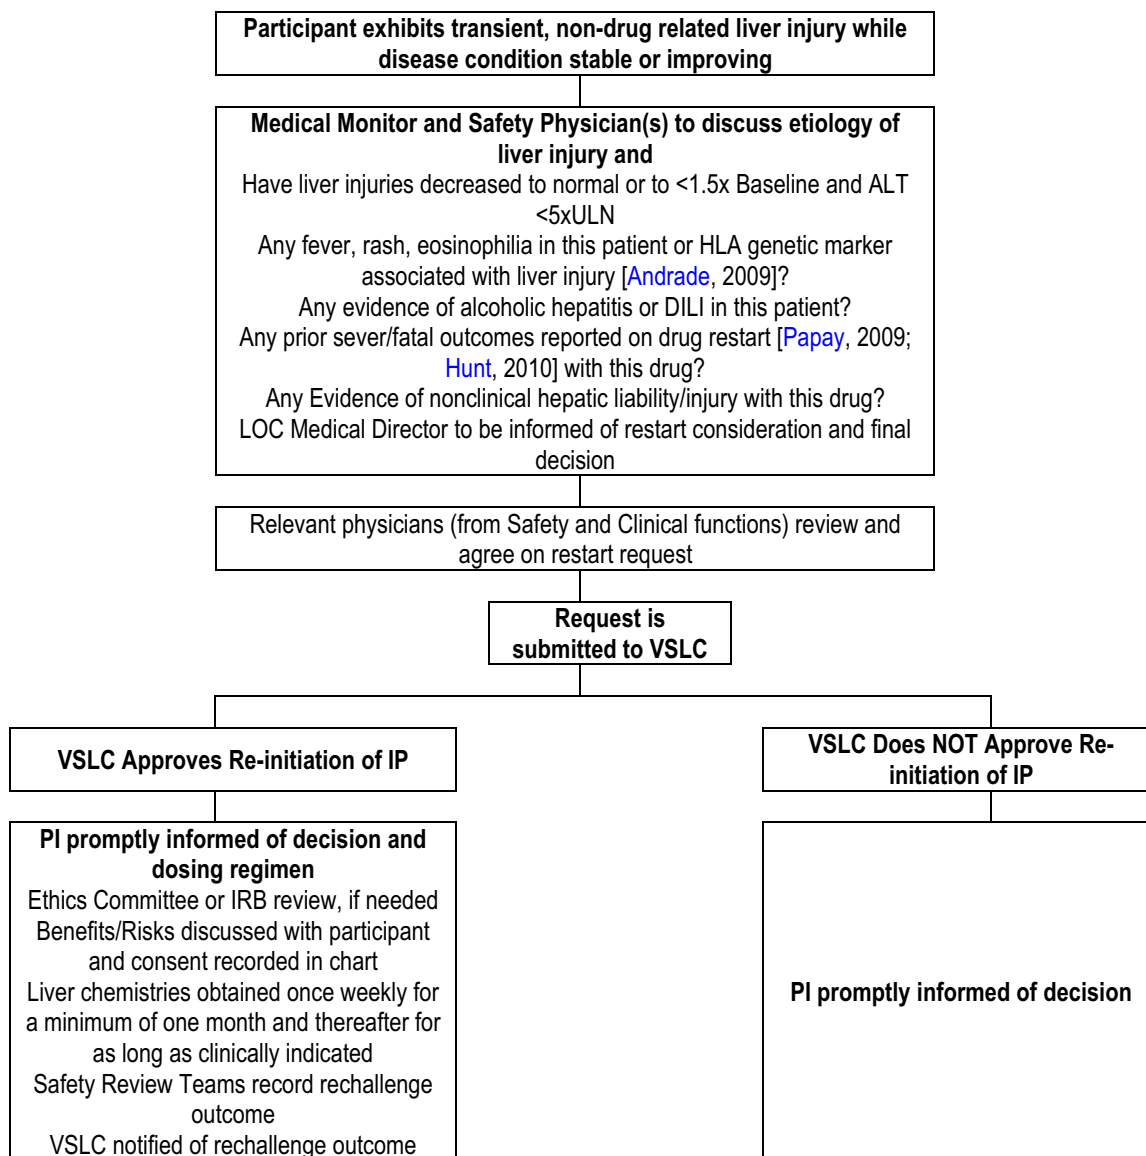 Participant exhibits transient, non-drug related liver injury while
disease condition stable or improving
Medical Monitor and Safety Physician(s) to discuss etiology of
liver injury and
Have liver injuries decreased to normal or to <1.5x Baseline and ALT
<5xULN
Any fever, rash, eosinophilia in this patient or HLA genetic marker
associated with liver injury [Andrade, 2009]?
Any evidence of alcoholic hepatitis or DILI in this patient?
Any prior sever/fatal outcomes reported on drug restart [Papay, 2009;
Hunt, 2010] with this drug?
Any Evidence of nonclinical hepatic liability/injury with this drug?
LOC Medical Director to be informed of restart consideration and final
decision
Relevant physicians (from Safety and Clinical functions) review and
agree on restart request
Request is
submitted to VSLC
VSLC Approves Re-initiation of IP
VSLC Does NOT Approve Re-
initiation of IP
PI promptly informed of decision and
dosing regimen
Ethics Committee or IRB review, if needed
Benefits/Risks discussed with participant
and consent recorded in chart
Liver chemistries obtained once weekly for
a minimum of one month and thereafter for
as long as clinically indicated
Safety Review Teams record rechallenge
outcome
VSLC notified of rechallenge outcome
PI promptly informed of decision